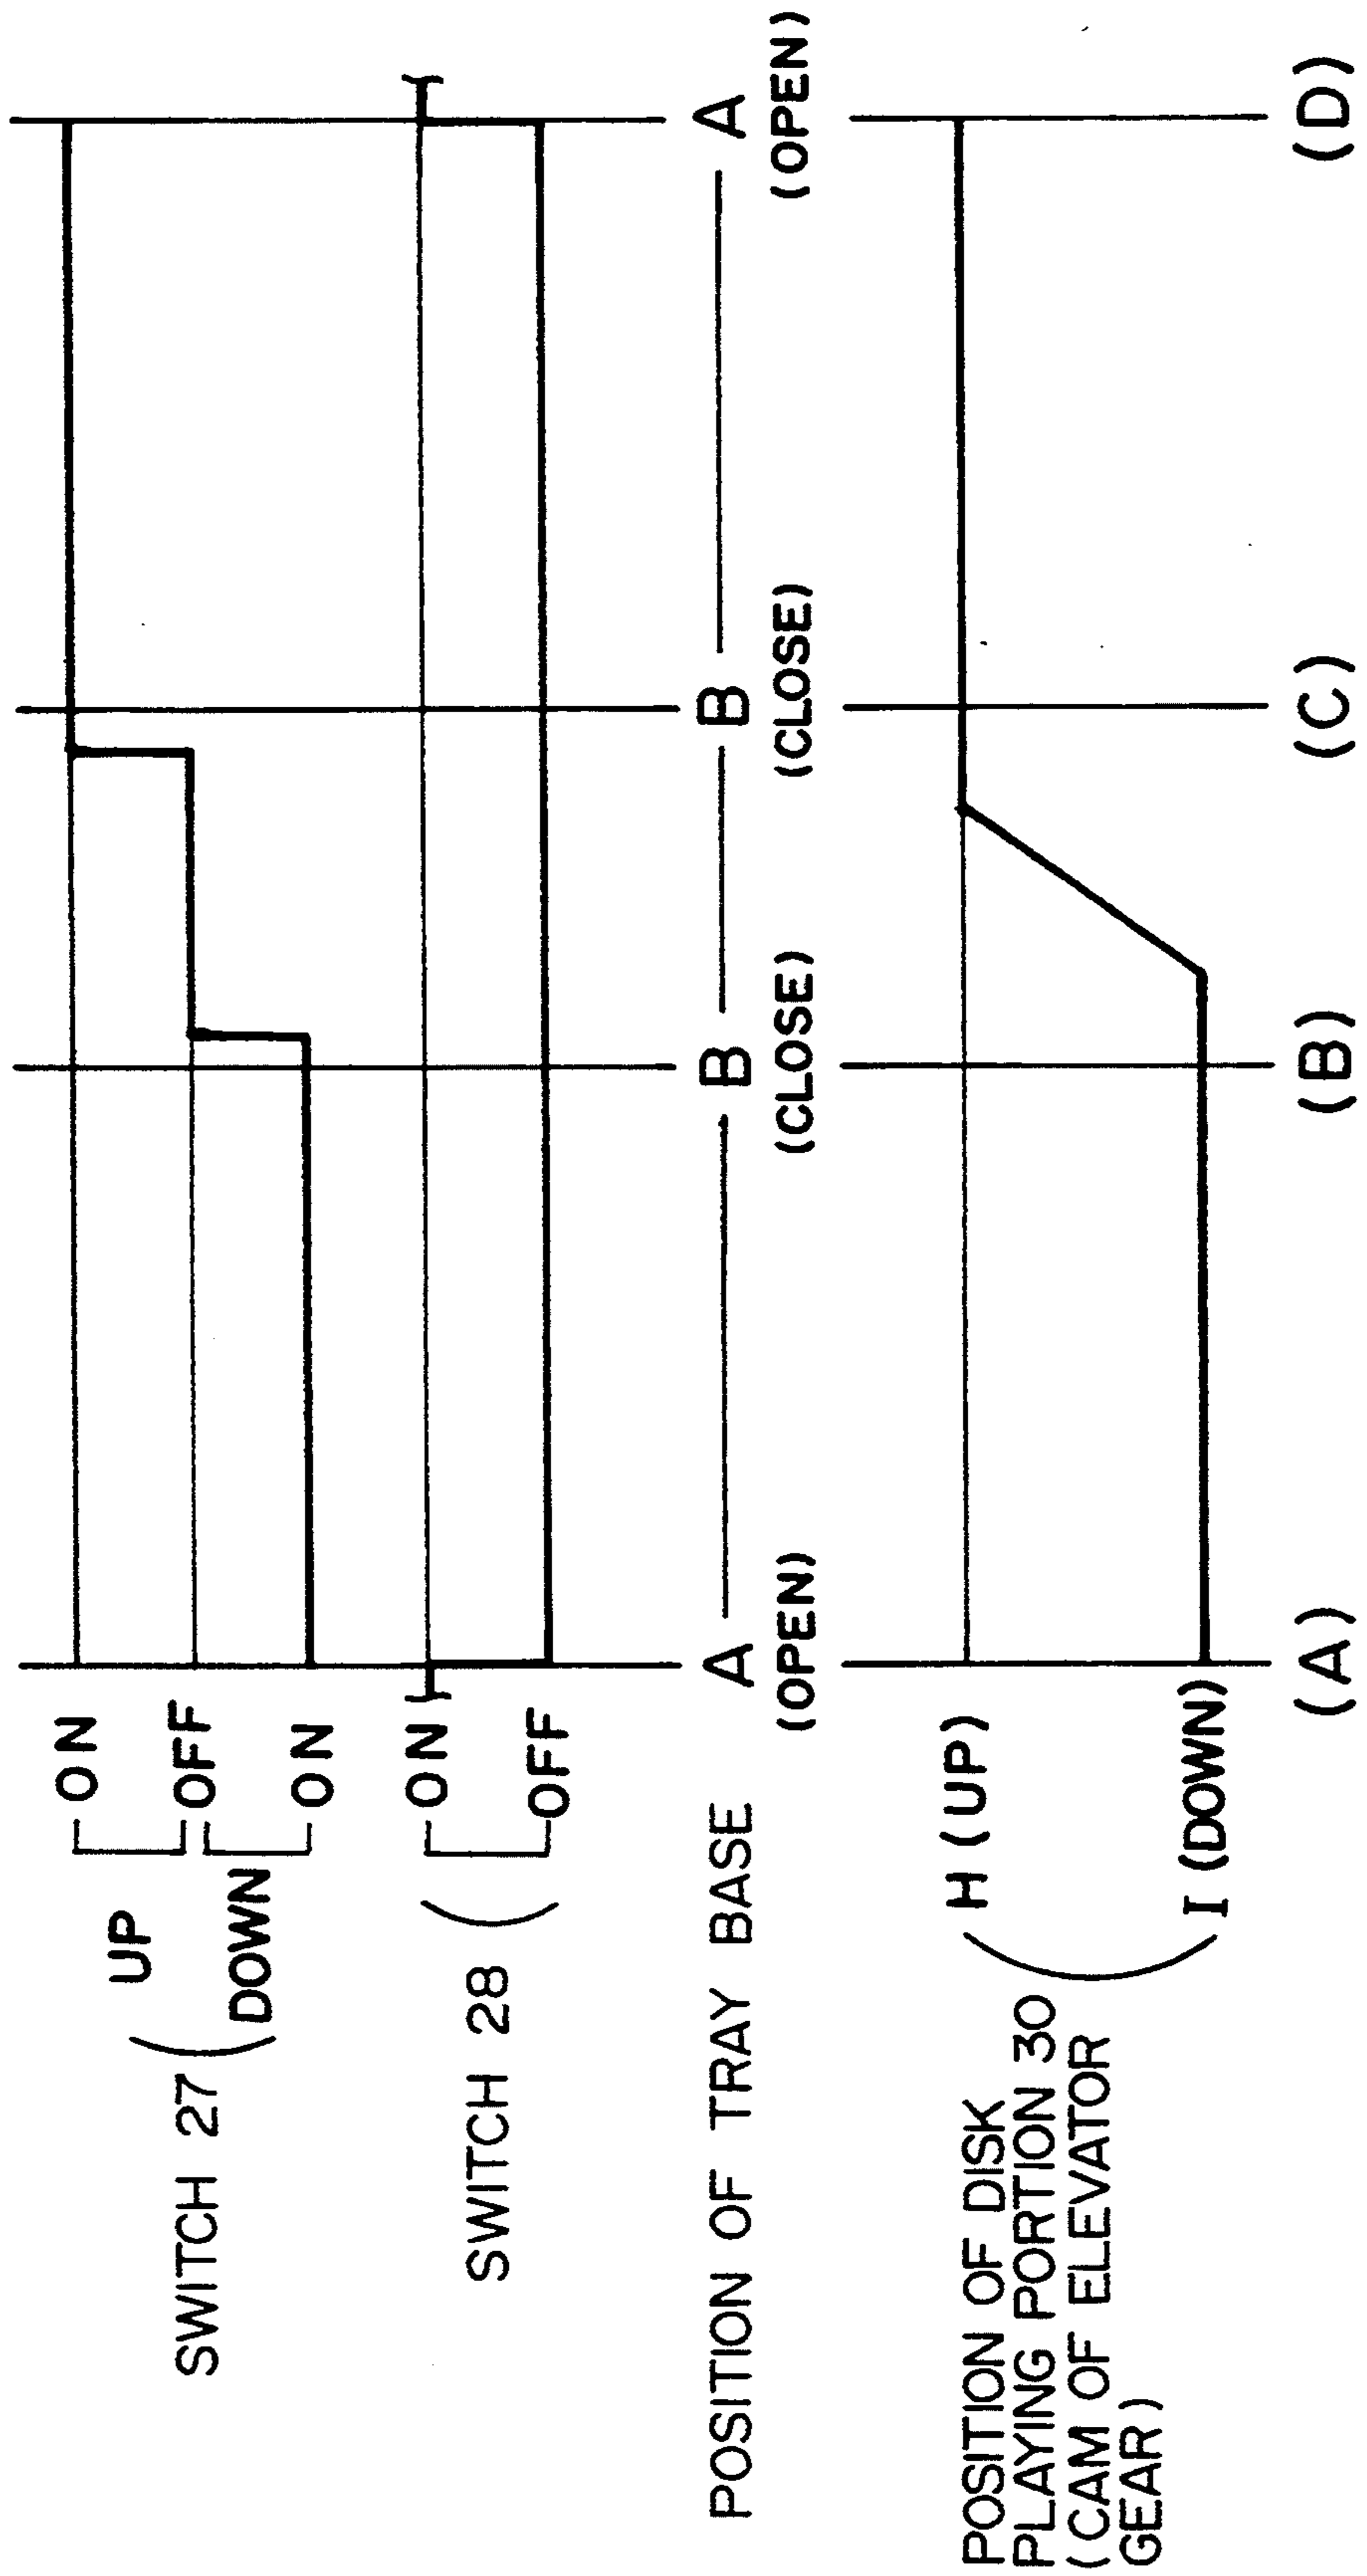 SWITCH 27
UP
DOWN
ON
OFF
ON
SWITCH 28
ON
OFF
POSITION OF TRAY BASE
A
(OPEN)
B
(CLOSE)
B
(CLOSE)
A
(OPEN)
POSITION OF DISK
PLAYING PORTION 30
(CAM OF ELEVATOR
GEAR)
H (UP)
I (DOWN)
(A)
(B)
(C)
(D)